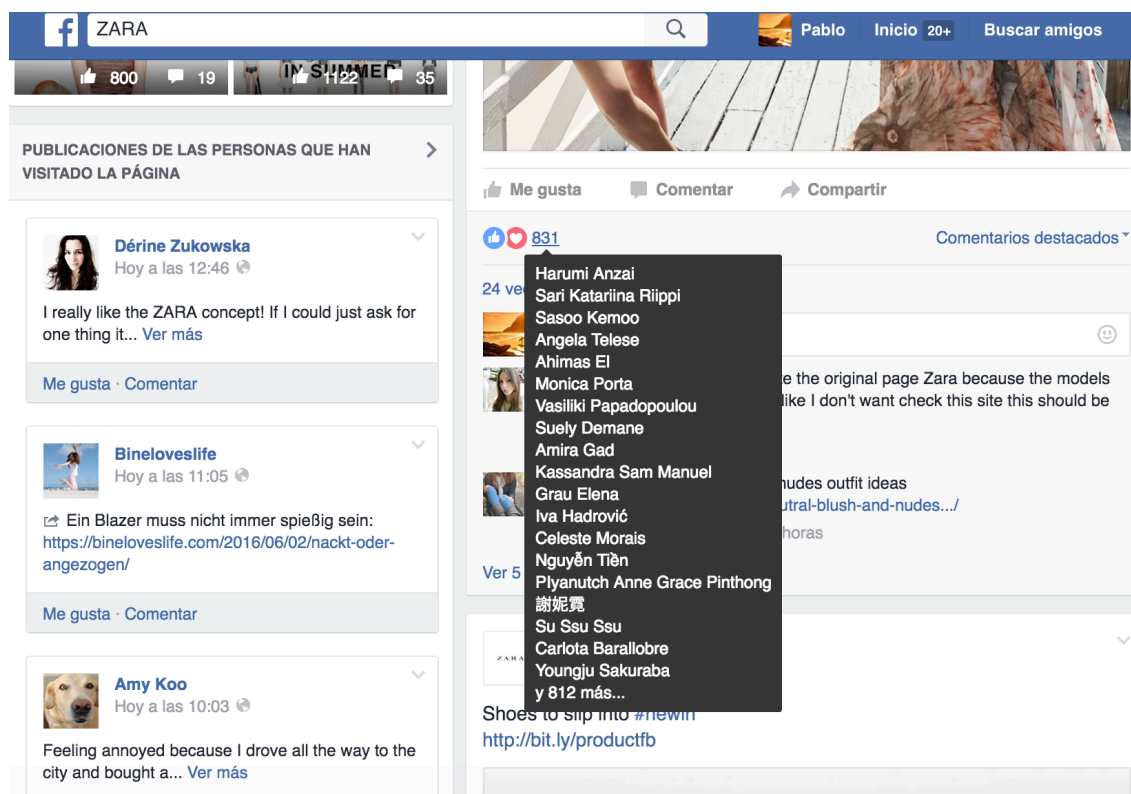 ZARA
Pablo
Inicio 20+
Buscar amigos
800 19
IN SUMMER
1122 35
PUBLICACIONES DE LAS PERSONAS QUE HAN
VISITADO LA PÁGINA
Dérine Zukowska
Hoy a las 12:46
I really like the ZARA concept! If I could just ask for
one thing it... Ver más
Me gusta · Comentar
Bineloveslife
Hoy a las 11:05
Ein Blazer muss nicht immer spießig sein:
https://bineloveslife.com/2016/06/02/nackt-oder-
angezogen/
Me gusta · Comentar
Amy Koo
Hoy a las 10:03
Feeling annoyed because I drove all the way to the
city and bought a... Ver más
Me gusta Comentar Compartir
831
Comentarios destacados
24
Harumi Anzai
Sari Katariina Riippi
Sasoo Kemoo
Angela Telese
Ahimas El
Monica Porta
Vasiliki Papadopoulou
Suely Demane
Amira Gad
Kassandra Sam Manuel
Grau Elena
Iva Hadrović
Celeste Morais
Nguyễn Tiền
Plyanutch Anne Grace Pinthong
謝妮霓
Su Ssu Ssu
Carlota Barallobre
Youngju Sakuraba
y 812 más...
the original page Zara because the models
like I don't want check this site this should be
nudes outfit ideas
utral-blush-and-nudes.../
horas
Ver 5
ZARA
Shoes to slip into #newin
http://bit.ly/productfb